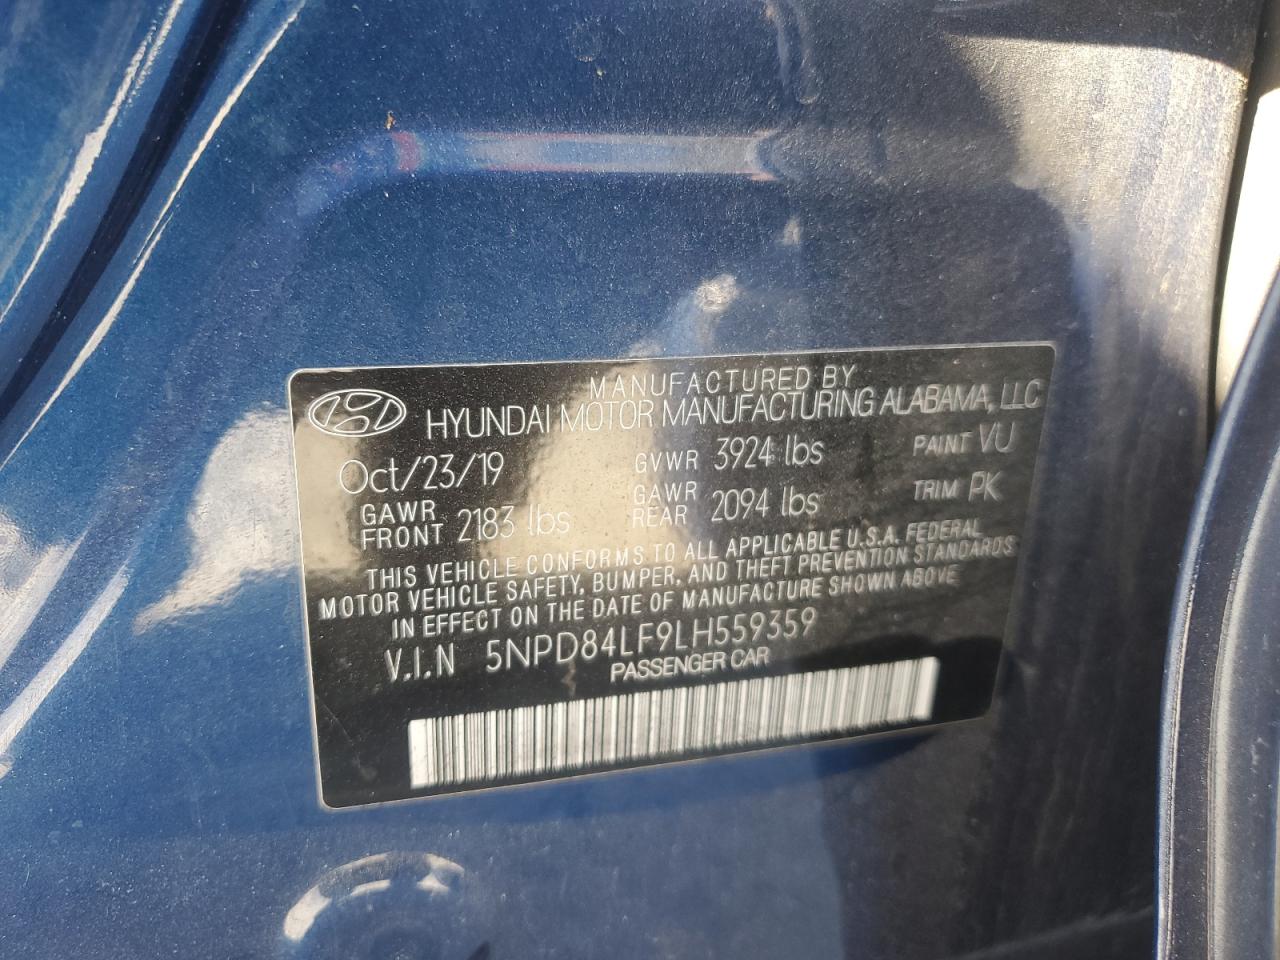 MANUFACTURED BY
HYUNDAI MOTOR MANUFACTURING ALABAMA, LLC
Oct/23/19 GVWR 3924 lbs PAINT VU
GAWR FRONT 2183 lbs GAWR REAR 2094 lbs TRIM PK
THIS VEHICLE CONFORMS TO ALL APPLICABLE U.S.A. FEDERAL
MOTOR VEHICLE SAFETY, BUMPER, AND THEFT PREVENTION STANDARDS
IN EFFECT ON THE DATE OF MANUFACTURE SHOWN ABOVE
V.I.N 5NPD84LF9LH559359
PASSENGER CAR